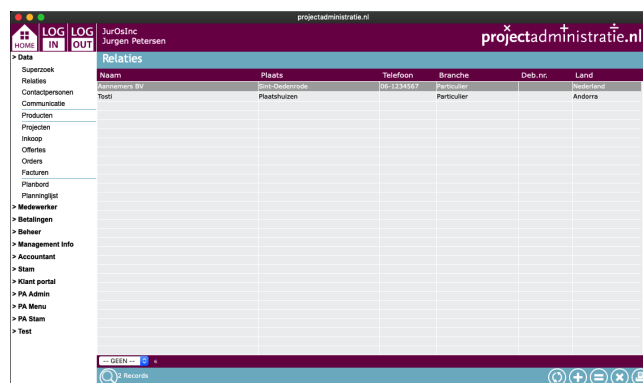 projectadministratie.nl
HOME
LOG IN
LOG OUT
JurOsInc
Jurgen Petersen
projectadministratie.nl
> Data
Superzoek
Relaties
Contactpersonen
Communicatie
Producten
Projecten
Inkoop
Offertes
Orders
Facturen
Planbord
Planninglijst
> Medewerker
> Betalingen
> Beheer
> Management Info
> Accountant
> Stam
> Klant portal
> PA Admin
> PA Menu
> PA Stam
> Test
Relaties
Naam Plaats Telefoon Branche Deb.nr. Land
Aannemers BV Sint-Oedenrode 06-1234567 Particulier Nederland
Tosti Plaatshuizen Particulier Andorra
-- GEEN -- «
2 Records